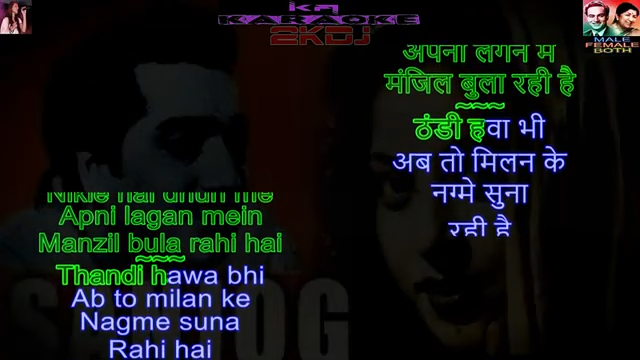 KA
KARAOKE
2KDJ
MALE
FEMALE
BOTH
अपनी लगन में
मंजिल बुला रही है
~~~
ठंडी हवा भी
अब तो मिलन के
नग्मे सुना
रही है
Nikle hai dhun me
Apni lagan mein
Manzil bula rahi hai
~~~
Thandi hawa bhi
Ab to milan ke
Nagme suna
Rahi hai